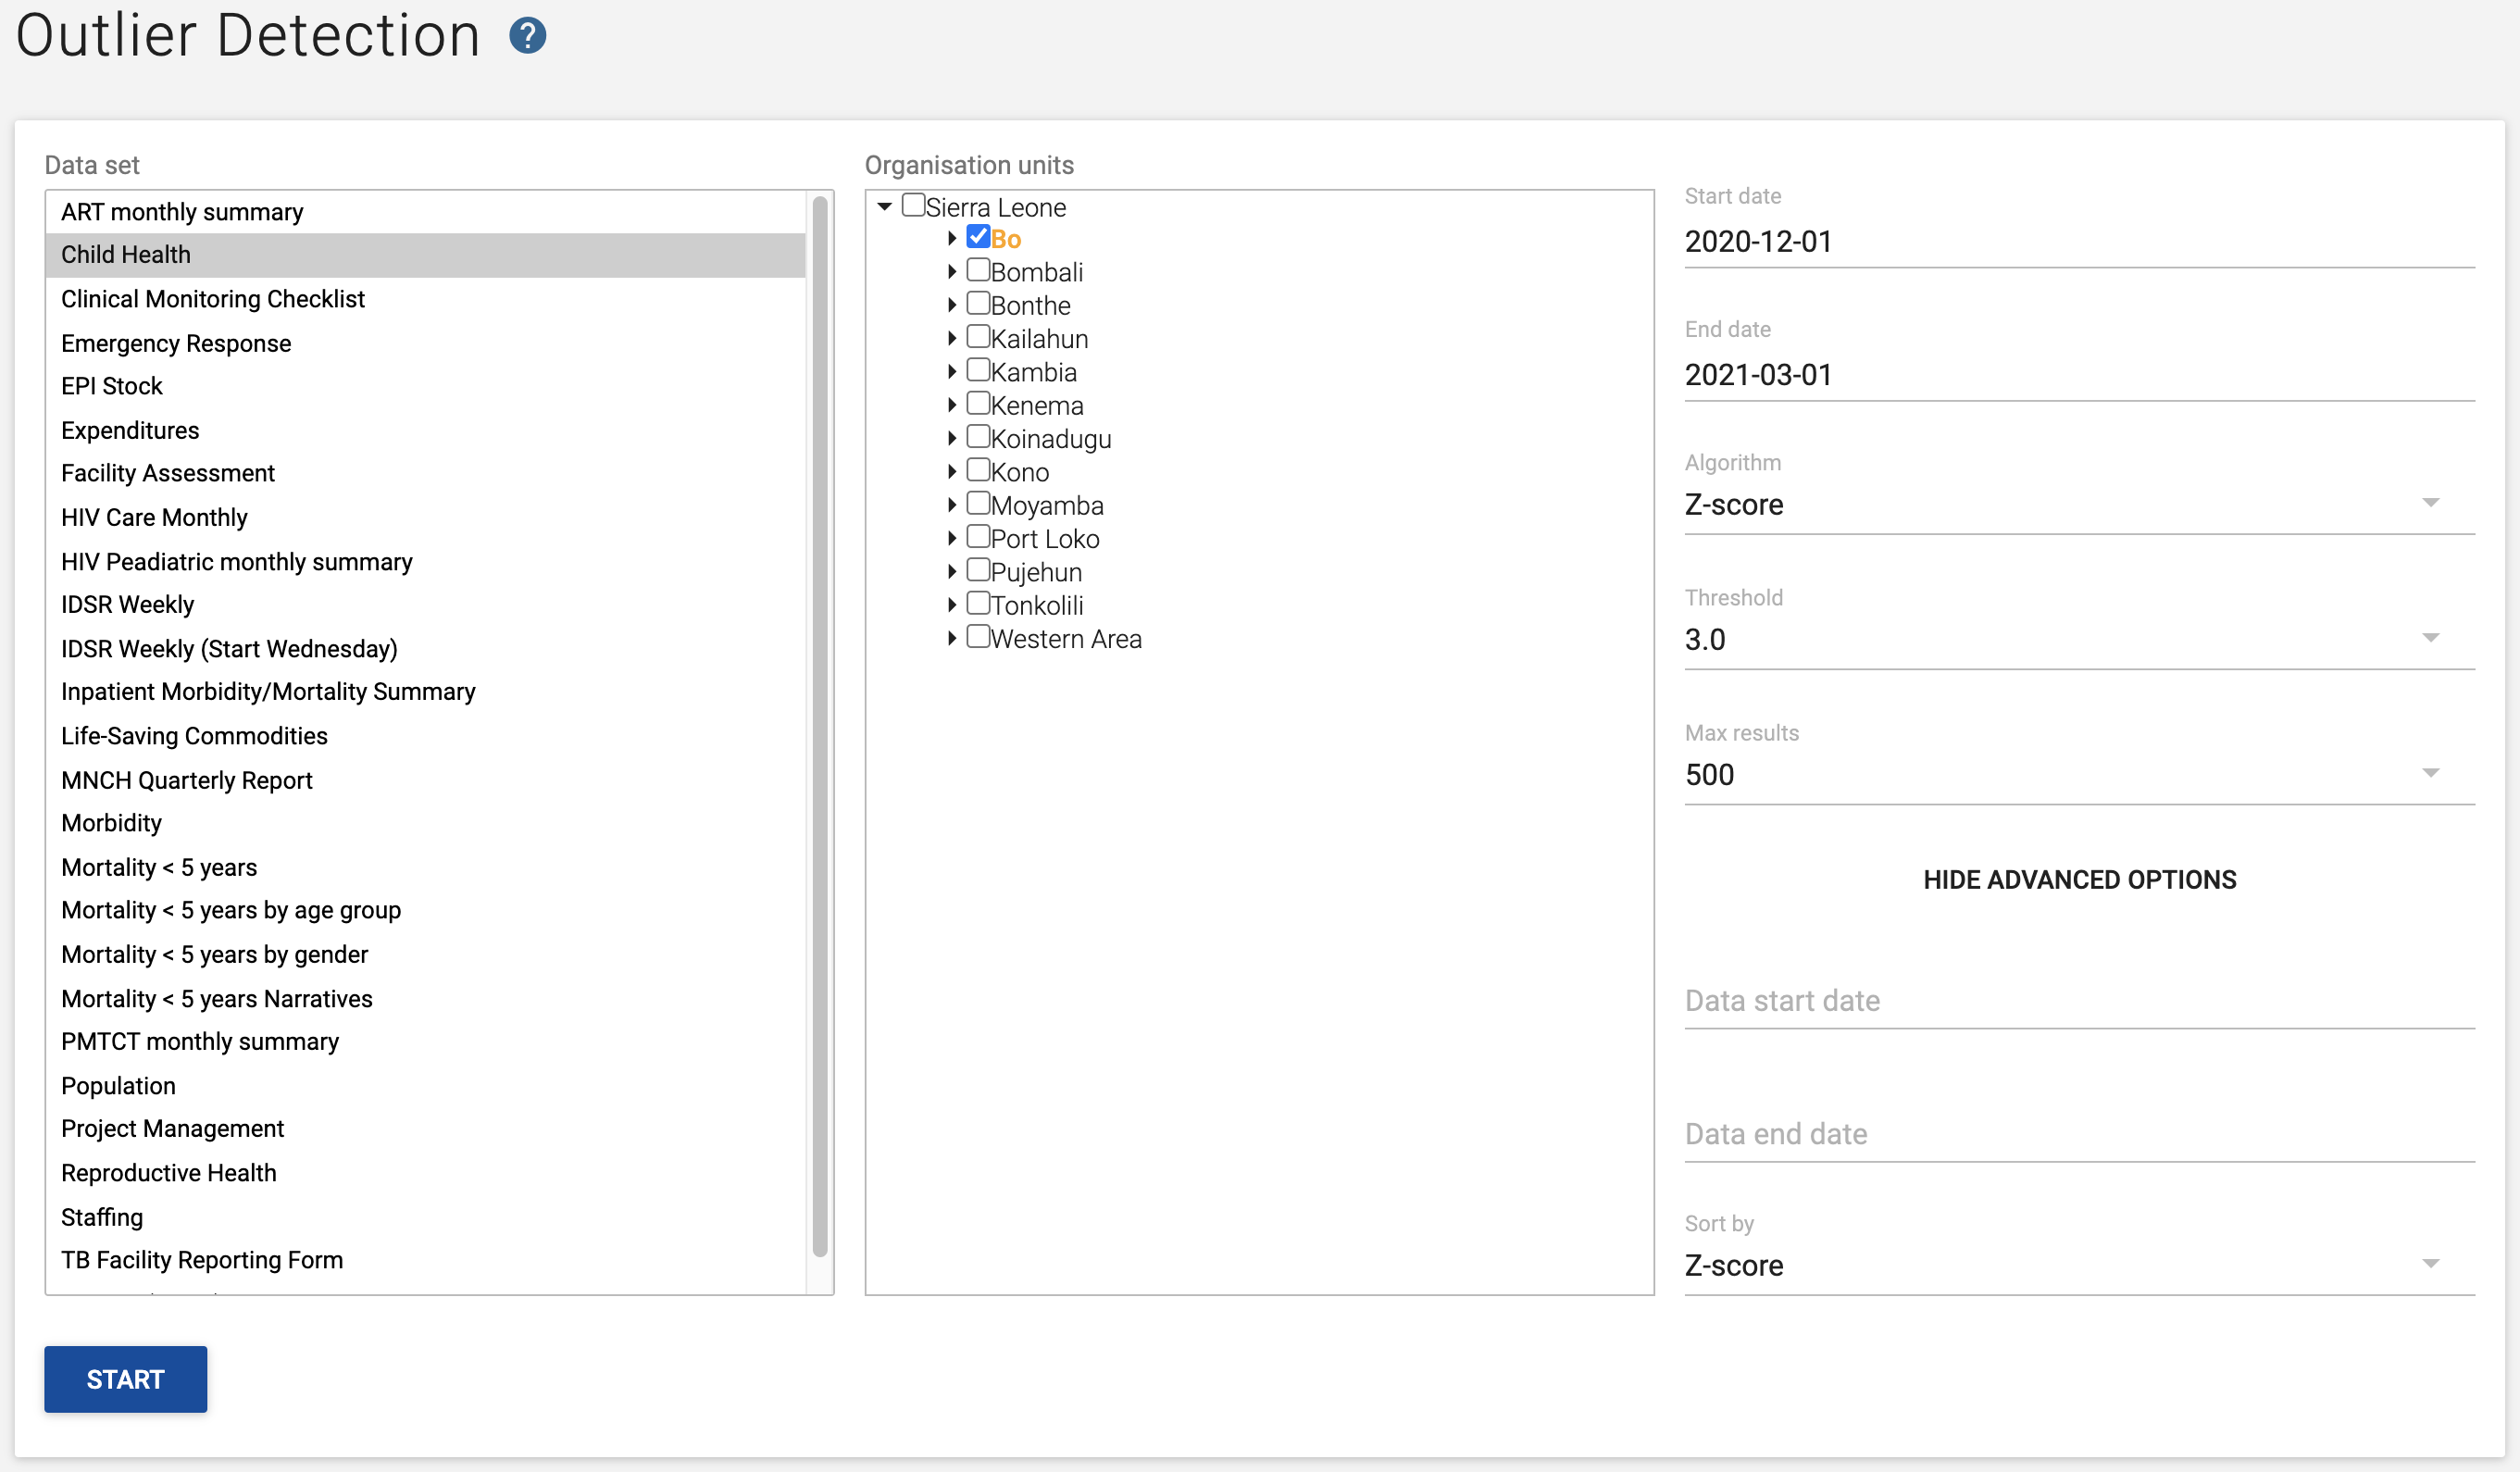 Outlier Detection ?
Data set
ART monthly summary
Child Health
Clinical Monitoring Checklist
Emergency Response
EPI Stock
Expenditures
Facility Assessment
HIV Care Monthly
HIV Peadiatric monthly summary
IDSR Weekly
IDSR Weekly (Start Wednesday)
Inpatient Morbidity/Mortality Summary
Life-Saving Commodities
MNCH Quarterly Report
Morbidity
Mortality < 5 years
Mortality < 5 years by age group
Mortality < 5 years by gender
Mortality < 5 years Narratives
PMTCT monthly summary
Population
Project Management
Reproductive Health
Staffing
TB Facility Reporting Form
Organisation units
Sierra Leone
Bo
Bombali
Bonthe
Kailahun
Kambia
Kenema
Koinadugu
Kono
Moyamba
Port Loko
Pujehun
Tonkolili
Western Area
Start date
2020-12-01
End date
2021-03-01
Algorithm
Z-score
Threshold
3.0
Max results
500
HIDE ADVANCED OPTIONS
Data start date
Data end date
Sort by
Z-score
START